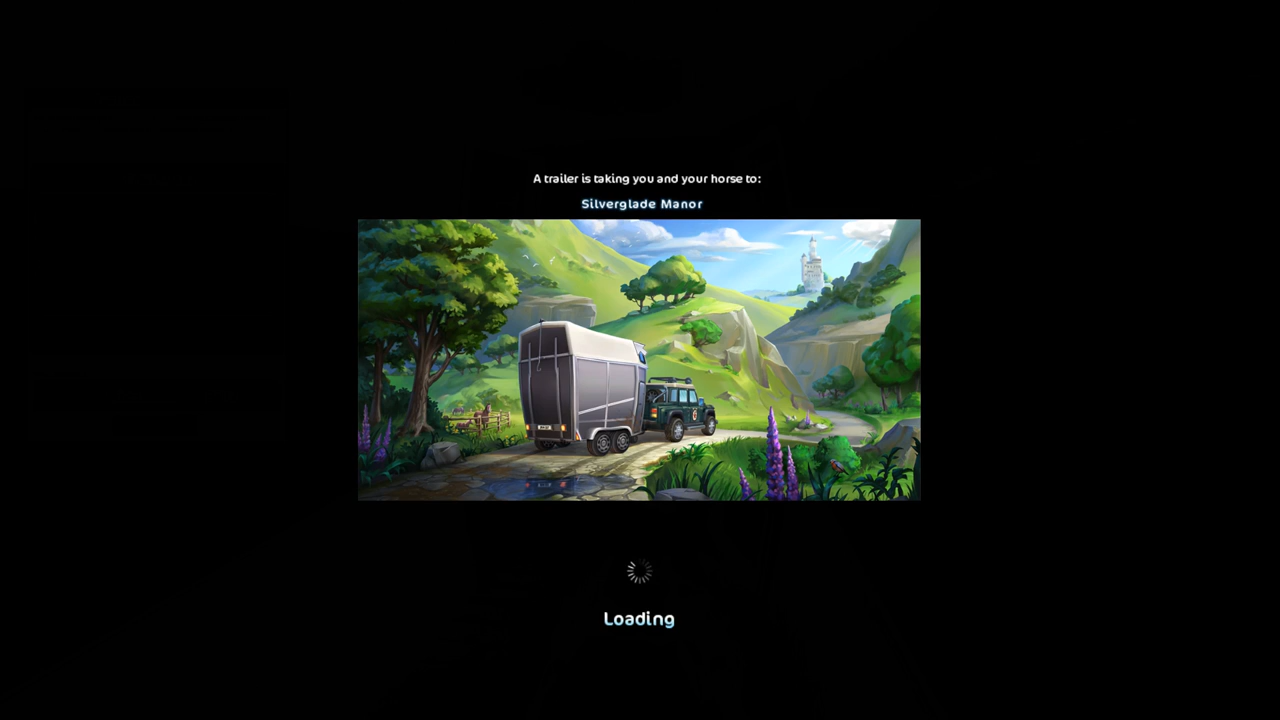 A trailer is taking you and your horse to:
Silverglade Manor
Loading